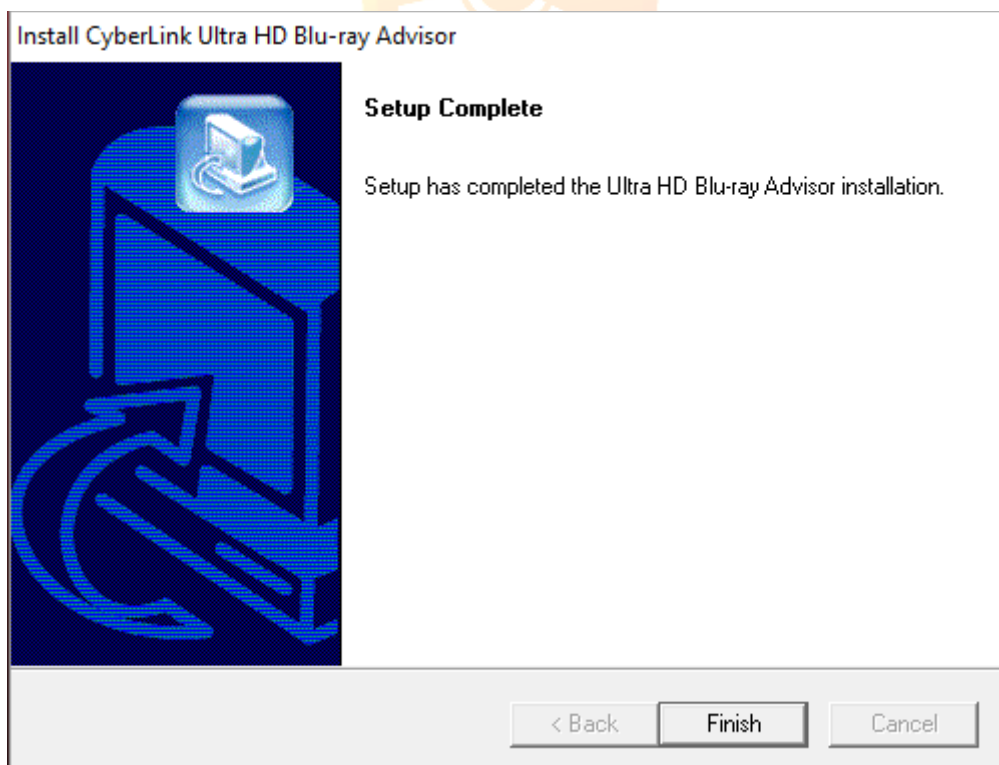 Install CyberLink Ultra HD Blu-ray Advisor
Setup Complete
Setup has completed the Ultra HD Blu-ray Advisor installation.
< Back
Finish
Cancel